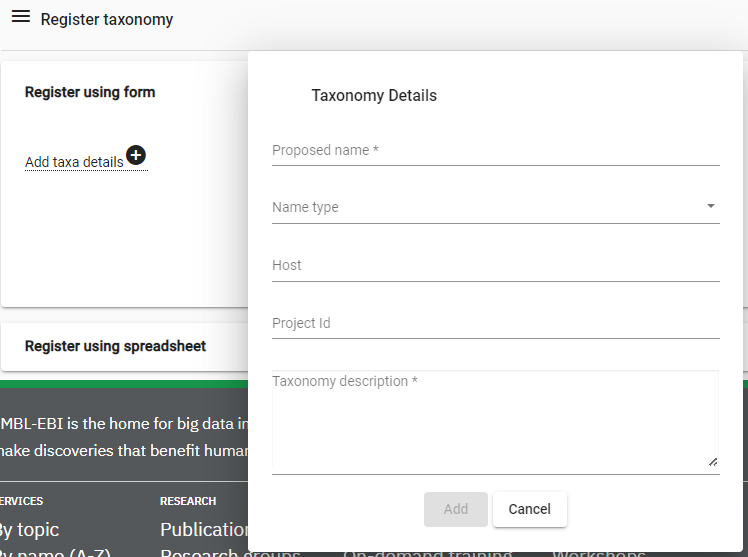 Register taxonomy
Register using form
Add taxa details
Taxonomy Details
Proposed name *
Name type
Host
Project Id
Taxonomy description *
Add Cancel
Register using spreadsheet
MBL-EBI is the home for big data in
make discoveries that benefit human
SERVICES RESEARCH
By topic Publication
By name (A-Z) Research groups On-demand training Workshops